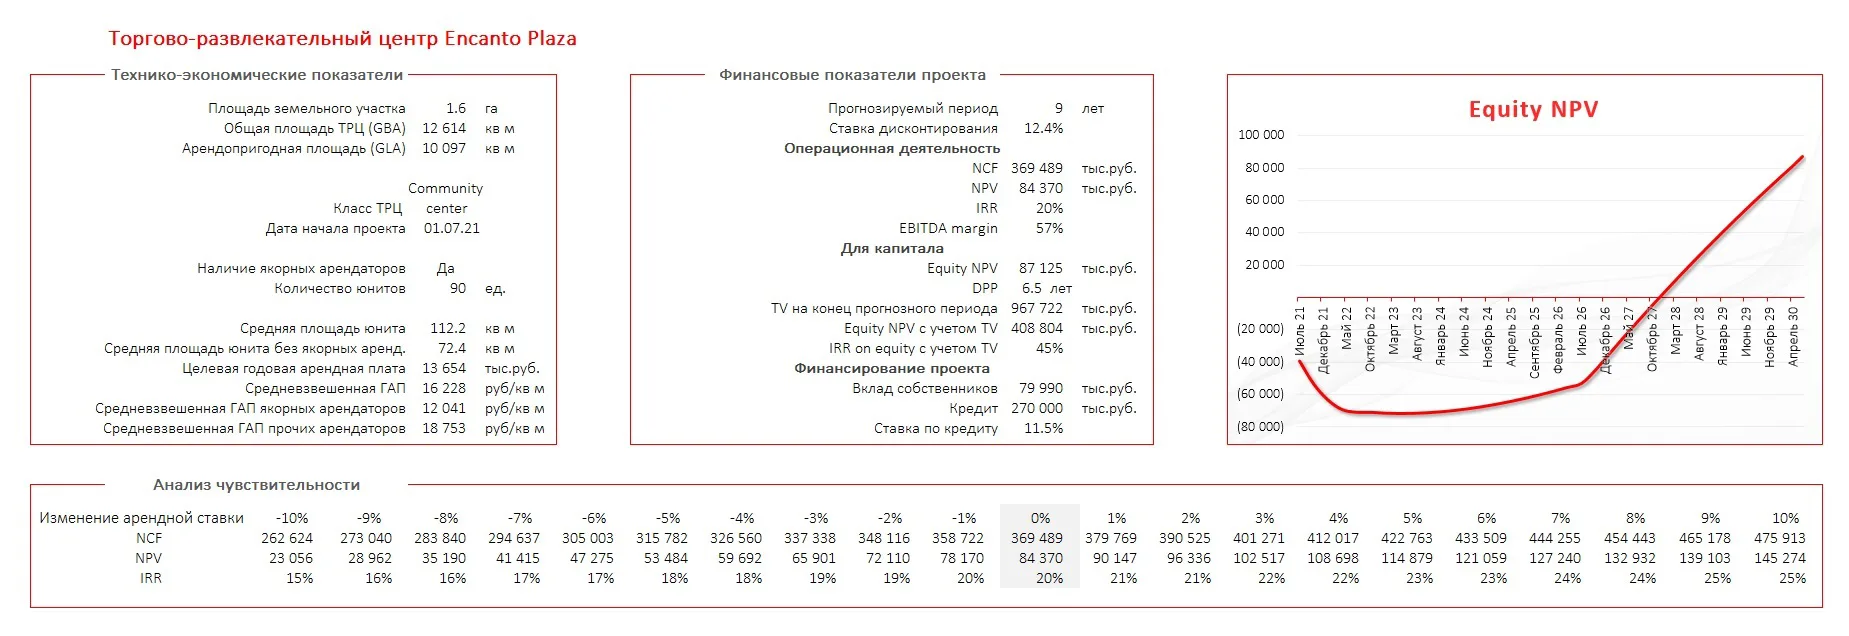 Торгово-развлекательный центр Encanto Plaza
Технико-экономические показатели
Площадь земельного участка 1.6 га
Общая площадь ТРЦ (GBA) 12 614 кв м
Арендопригодная площадь (GLA) 10 097 кв м
Community
Класс ТРЦ center
Дата начала проекта 01.07.21
Наличие якорных арендаторов Да
Количество юнитов 90 ед.
Средняя площадь юнита 112.2 кв м
Средняя площадь юнита без якорных аренд. 72.4 кв м
Целевая годовая арендная плата 13 654 тыс.руб.
Средневзвешенная ГАП 16 228 руб/кв м
Средневзвешенная ГАП якорных арендаторов 12 041 руб/кв м
Средневзвешенная ГАП прочих арендаторов 18 753 руб/кв м
Финансовые показатели проекта
Прогнозируемый период 9 лет
Ставка дисконтирования 12.4%
Операционная деятельность
NCF 369 489 тыс.руб.
NPV 84 370 тыс.руб.
IRR 20%
EBITDA margin 57%
Для капитала
Equity NPV 87 125 тыс.руб.
DPP 6.5 лет
TV на конец прогнозного периода 967 722 тыс.руб.
Equity NPV с учетом TV 408 804 тыс.руб.
IRR on equity с учетом TV 45%
Финансирование проекта
Вклад собственников 79 990 тыс.руб.
Кредит 270 000 тыс.руб.
Ставка по кредиту 11.5%
Equity NPV
100 000
80 000
60 000
40 000
20 000
(20 000)
(40 000)
(60 000)
(80 000)
Июль 21
Декабрь 21
Май 22
Октябрь 22
Март 23
Август 23
Январь 24
Июнь 24
Ноябрь 24
Апрель 25
Сентябрь 25
Февраль 26
Июль 26
Декабрь 26
Май 27
Октябрь 27
Март 28
Август 28
Январь 29
Июнь 29
Ноябрь 29
Апрель 30
Анализ чувствительности
Изменение арендной ставки -10% -9% -8% -7% -6% -5% -4% -3% -2% -1% 0% 1% 2% 3% 4% 5% 6% 7% 8% 9% 10%
NCF 262 624 273 040 283 840 294 637 305 003 315 782 326 560 337 338 348 116 358 722 369 489 379 769 390 525 401 271 412 017 422 763 433 509 444 255 454 443 465 178 475 913
NPV 23 056 28 962 35 190 41 415 47 275 53 484 59 692 65 901 72 110 78 170 84 370 90 147 96 336 102 517 108 698 114 879 121 059 127 240 132 932 139 103 145 274
IRR 15% 16% 16% 17% 17% 18% 18% 19% 19% 20% 20% 21% 21% 22% 22% 23% 23% 24% 24% 25% 25%